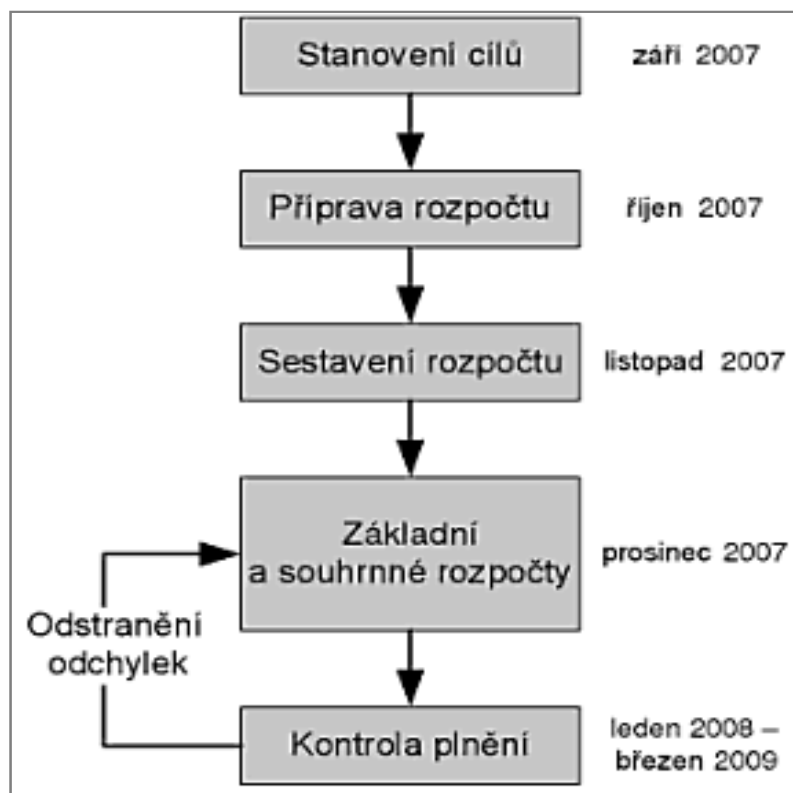 Stanovení cílů
září 2007
Příprava rozpočtu
říjen 2007
Sestavení rozpočtu
listopad 2007
Základní
a souhrnné rozpočty
prosinec 2007
Odstranění
odchylek
Kontrola plnění
leden 2008 –
březen 2009